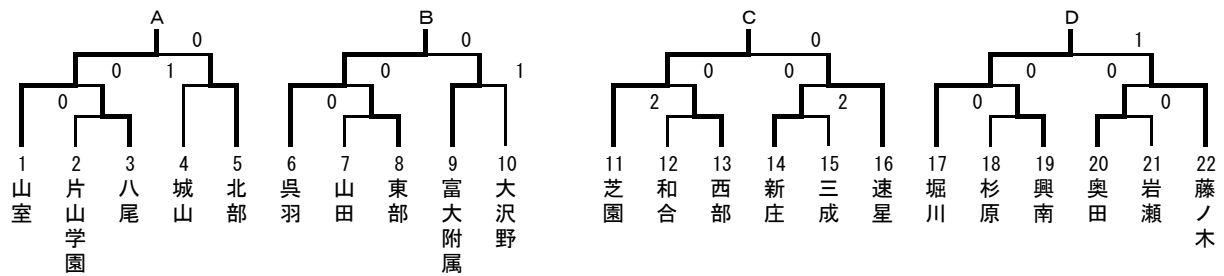 A B C D
0 0 0 1
0 1 0 1 0 0 0
0 0 2 2 0 0
1 2 3 4 5 6 7 8 9 10 11 12 13 14 15 16 17 18 19 20 21 22
山室
片山学園
八尾
城山
北部
呉羽
山田
東部
富大附属
大沢野
芝園
和合
西部
新庄
三成
速星
堀川
杉原
興南
奥田
岩瀬
藤ノ木